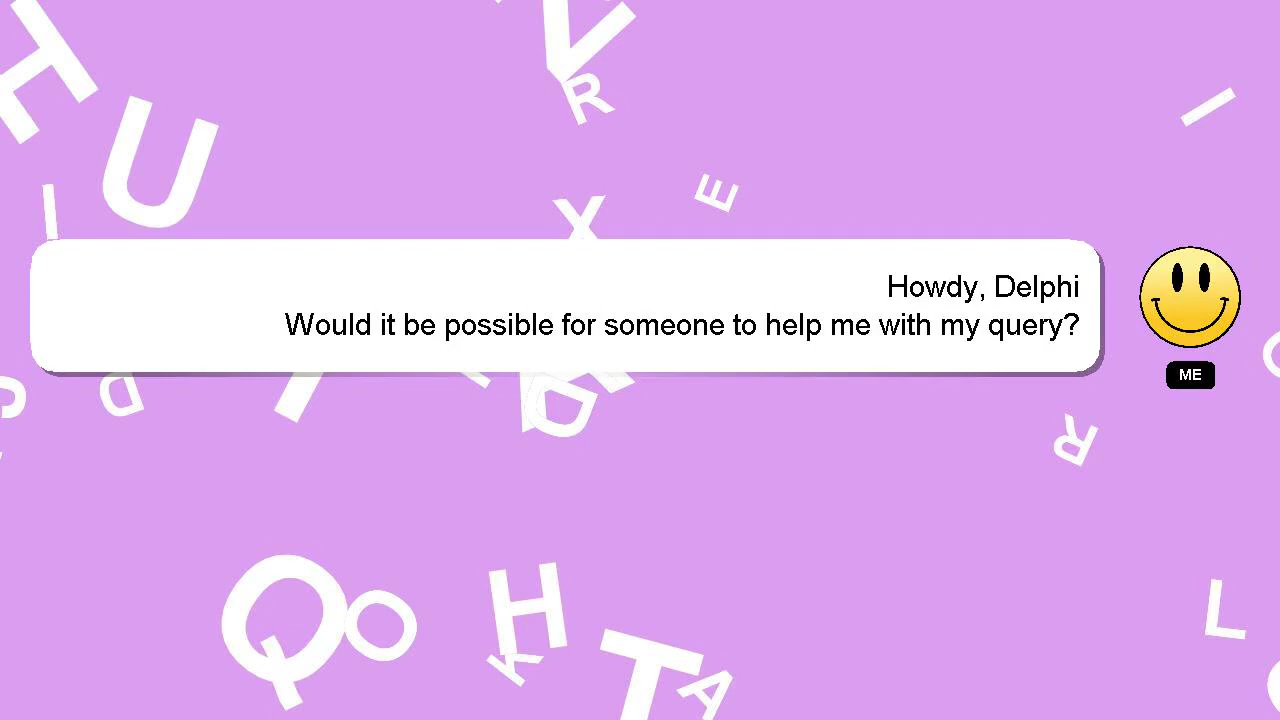 Howdy, Delphi
Would it be possible for someone to help me with my query?
ME
H
U
I
V
R
E
X
I
S
D
R
Q
O
H
K
T
A
L